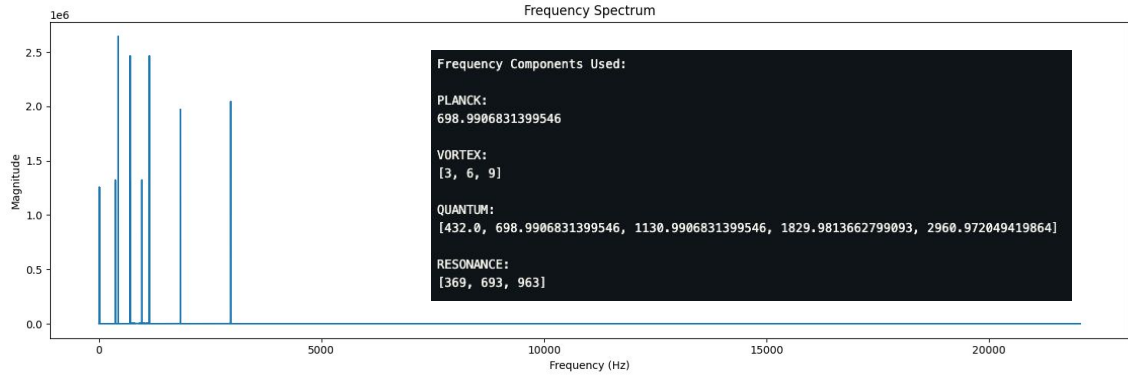 Frequency Spectrum
1e6
2.5
2.0
1.5
1.0
0.5
0.0
Magnitude
Frequency Components Used:
PLANCK:
698.9906831399546
VORTEX:
[3, 6, 9]
QUANTUM:
[432.0, 698.9906831399546, 1130.9906831399546, 1829.9813662799093, 2960.972049419864]
RESONANCE:
[369, 693, 963]
0 5000 10000 15000 20000
Frequency (Hz)